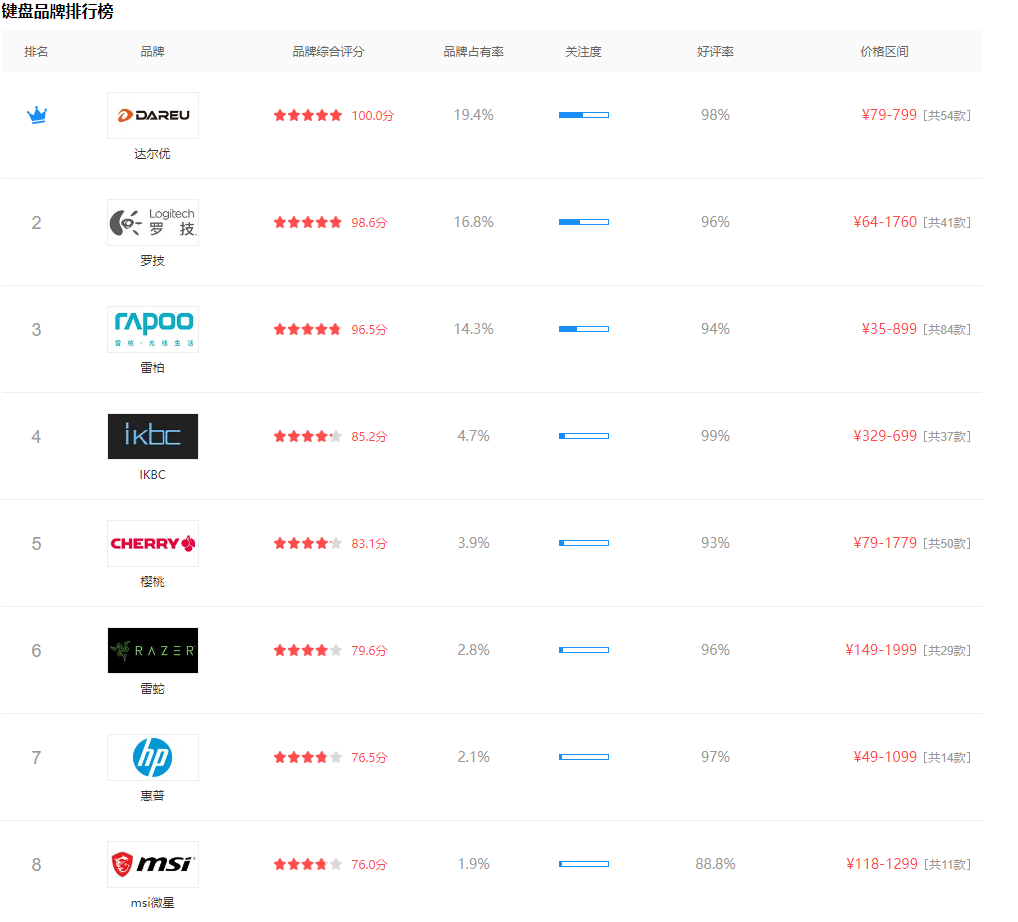 键盘品牌排行榜
排名 品牌 品牌综合评分 品牌占有率 关注度 好评率 价格区间
DAREU
100.0分 19.4% 98% ¥79-799 [共54款]
达尔优
Logitech
罗技
2 98.6分 16.8% 96% ¥64-1760 [共41款]
罗技
rapoo
雷柏·无线生活
3 96.5分 14.3% 94% ¥35-899 [共84款]
雷柏
ikbc
4 85.2分 4.7% 99% ¥329-699 [共37款]
IKBC
CHERRY
5 83.1分 3.9% 93% ¥79-1779 [共50款]
樱桃
RAZER
6 79.6分 2.8% 96% ¥149-1999 [共29款]
雷蛇
hp
7 76.5分 2.1% 97% ¥49-1099 [共14款]
惠普
msi
8 76.0分 1.9% 88.8% ¥118-1299 [共11款]
msi微星